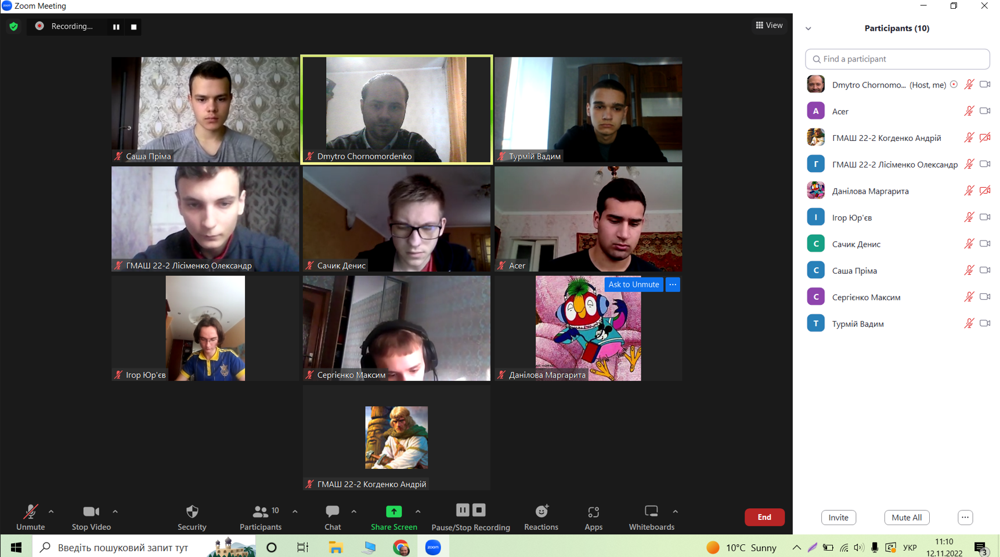 Zoom Meeting
Recording...
View
Саша Пріма
Dmytro Chornomordenko
Турмій Вадим
ГМАШ 22-2 Лісіменко Олександр
Сачик Денис
Acer
Ask to Unmute
Ігор Юр'єв
Сергієнко Максим
Данілова Маргарита
ГМАШ 22-2 Когденко Андрій
Participants (10)
Find a participant
Dmytro Chornomo... (Host, me)
A Acer
ГМАШ 22-2 Когденко Андрій
Г ГМАШ 22-2 Лісіменко Олександр
Данілова Маргарита
І Ігор Юр'єв
С Сачик Денис
С Саша Пріма
С Сергієнко Максим
Т Турмій Вадим
Invite
Mute All
Unmute
Stop Video
Security
10
Participants
Chat
Share Screen
Pause/Stop Recording
Reactions
Apps
Whiteboards
End
Введіть пошуковий запит тут
zoom
10°C Sunny
УКР
11:10
12.11.2022
3